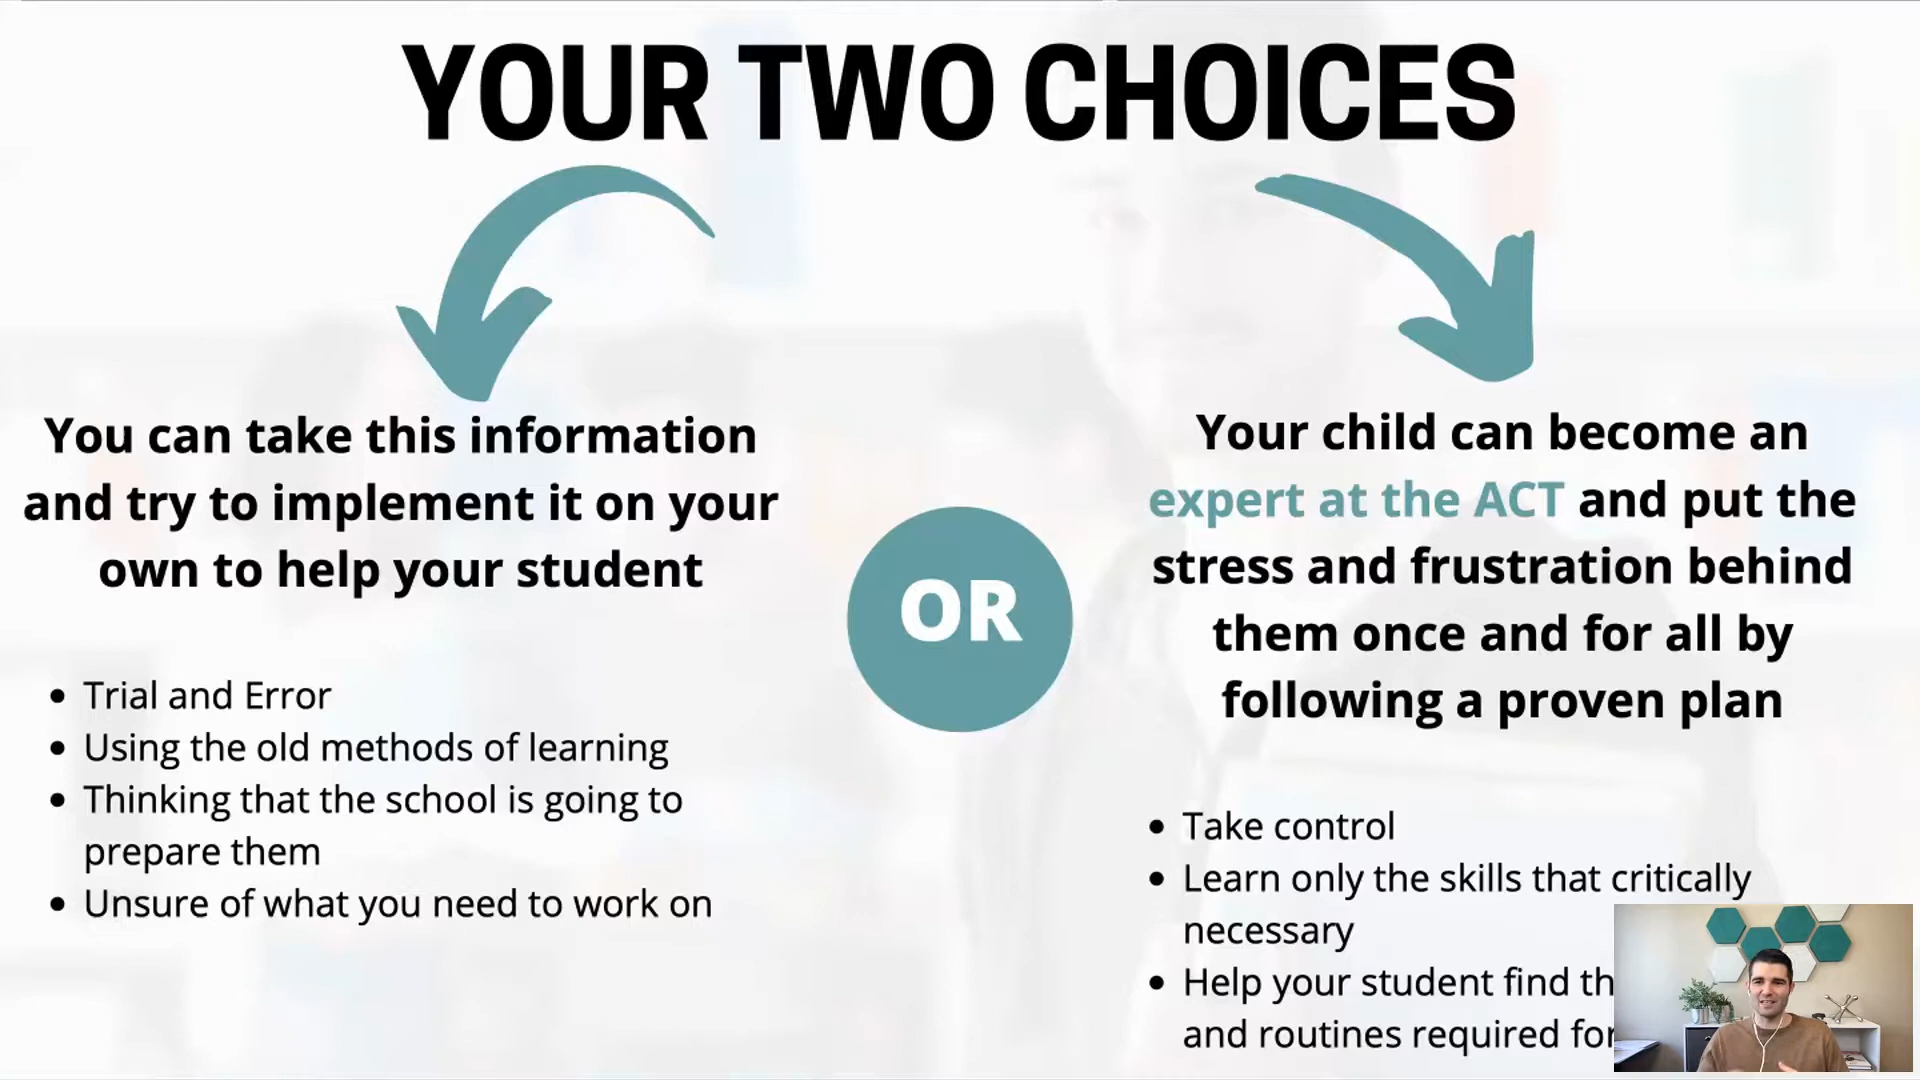 YOUR TWO CHOICES
You can take this information
and try to implement it on your
own to help your student
• Trial and Error
• Using the old methods of learning
• Thinking that the school is going to
prepare them
• Unsure of what you need to work on
OR
Your child can become an
expert at the ACT and put the
stress and frustration behind
them once and for all by
following a proven plan
• Take control
• Learn only the skills that critically
necessary
• Help your student find
and routines required for